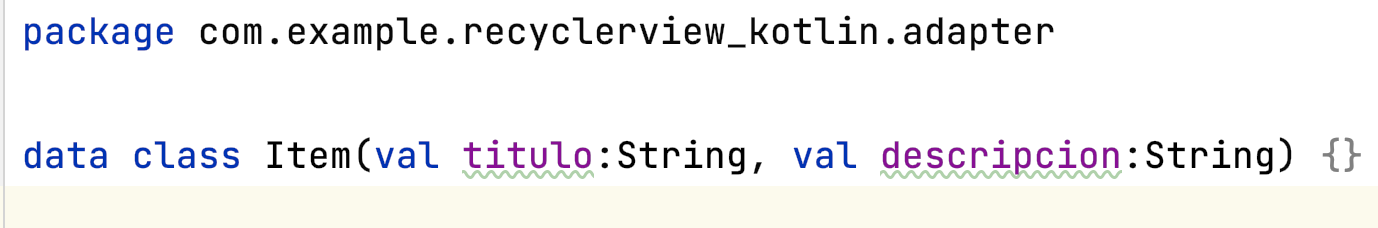 package com.example.recyclerview_kotlin.adapter
data class Item(val titulo:String, val descripcion:String) {}